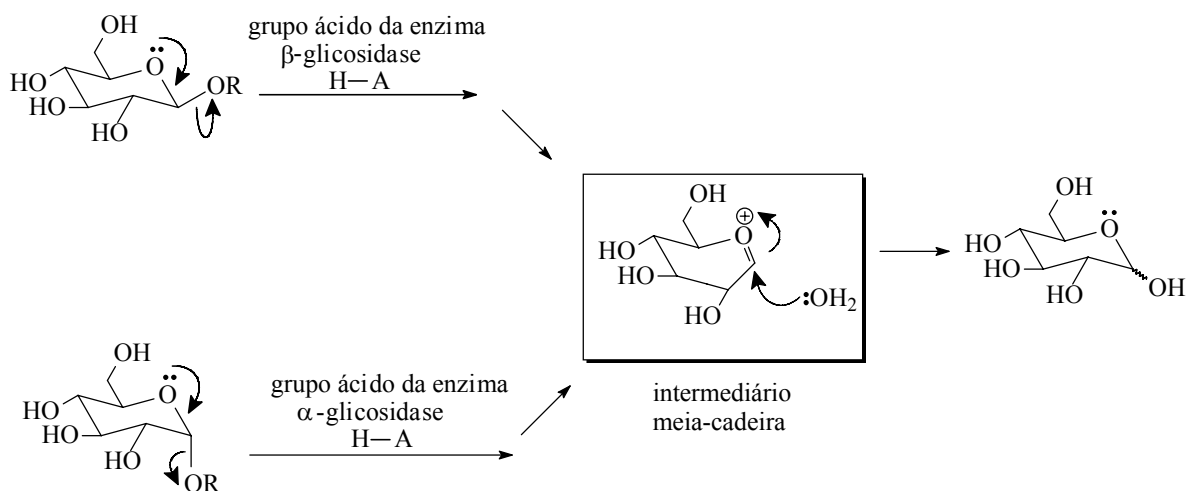 OH
O
HO
HO
HO
OR
grupo ácido da enzima
β-glicosidase
H—A
OH
O
HO
HO
HO
OR
grupo ácido da enzima
α-glicosidase
H—A
OH
+
O
HO
HO
HO
:OH2
intermediário
meia-cadeira
OH
O
HO
HO
HO
OH